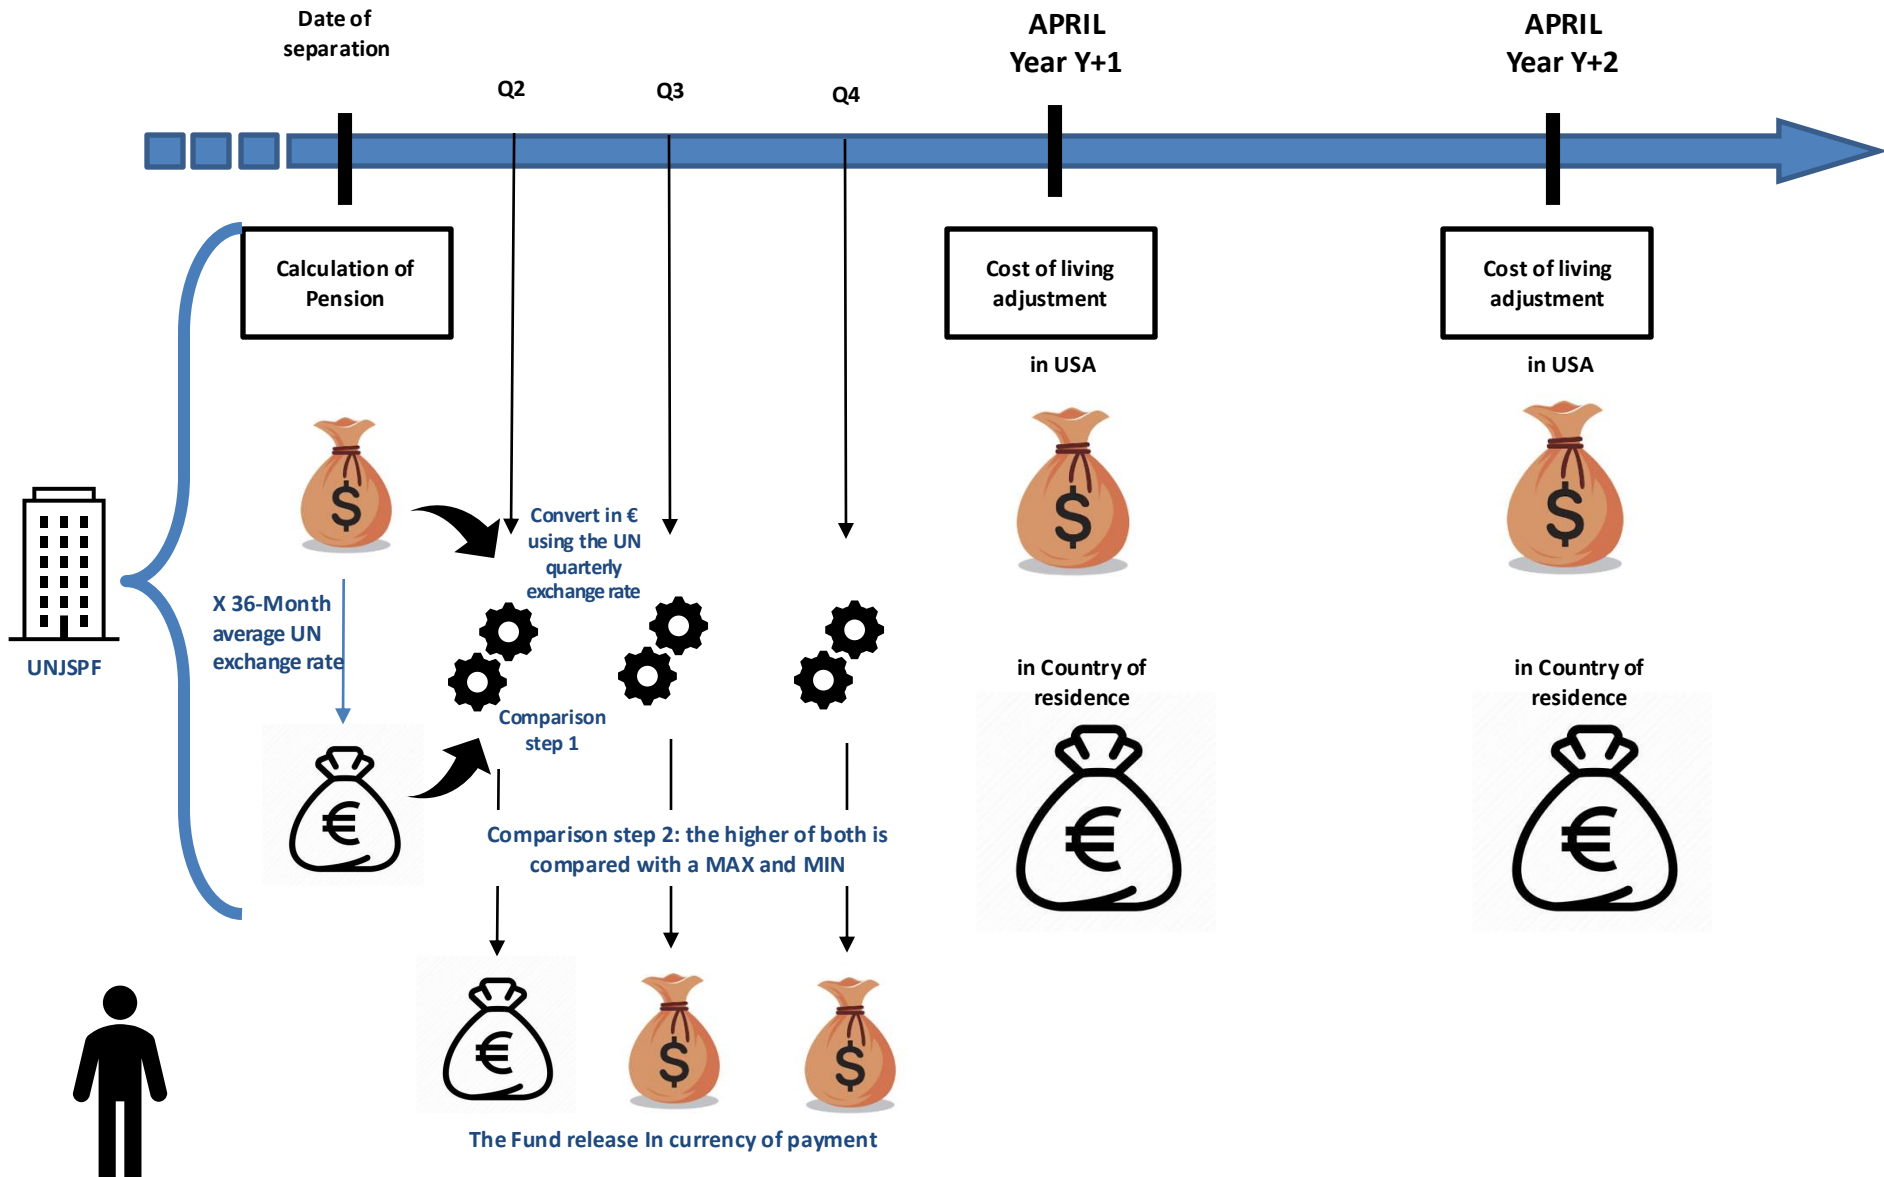 Date of
separation
Q2
Q3
Q4
APRIL
Year Y+1
APRIL
Year Y+2
Calculation of
Pension
Cost of living
adjustment
Cost of living
adjustment
in USA
in USA
$
$
$
Convert in €
using the UN
quarterly
exchange rate
X 36-Month
average UN
exchange rate
UNJSPF
Comparison
step 1
in Country of
residence
in Country of
residence
€
€
€
Comparison step 2: the higher of both is
compared with a MAX and MIN
€
$
$
The Fund release In currency of payment